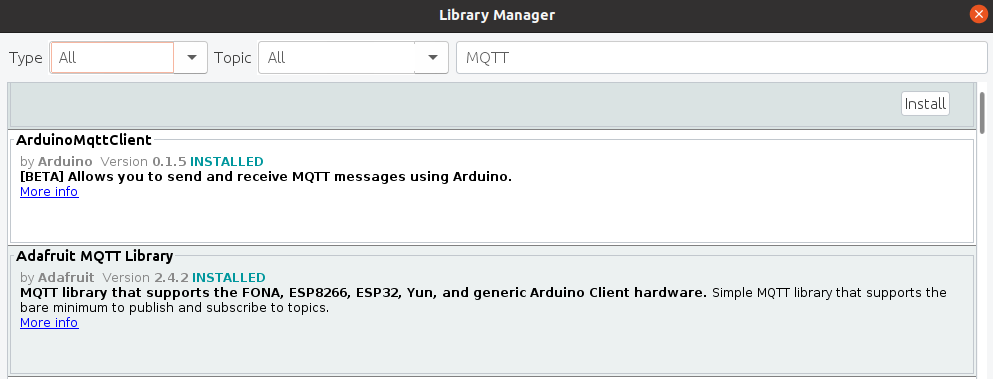 Library Manager
Type All Topic All MQTT
Install
ArduinoMqttClient
by Arduino Version 0.1.5 INSTALLED
[BETA] Allows you to send and receive MQTT messages using Arduino.
More info
Adafruit MQTT Library
by Adafruit Version 2.4.2 INSTALLED
MQTT library that supports the FONA, ESP8266, ESP32, Yun, and generic Arduino Client hardware. Simple MQTT library that supports the
bare minimum to publish and subscribe to topics.
More info